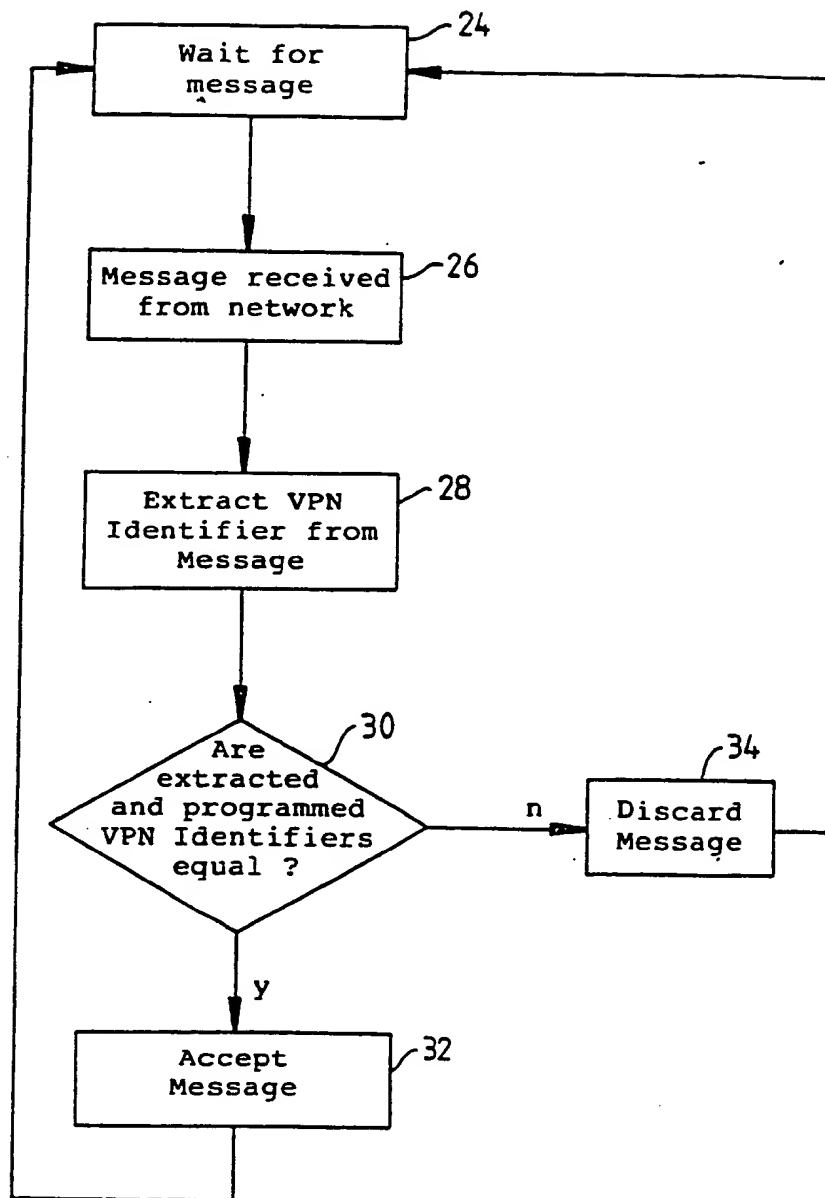 24
Wait for
message
Message received
from network
26
Extract VPN
Identifier from
Message
28
30
Are
extracted
and programmed
VPN Identifiers
equal ?
n
34
Discard
Message
y
Accept
Message
32